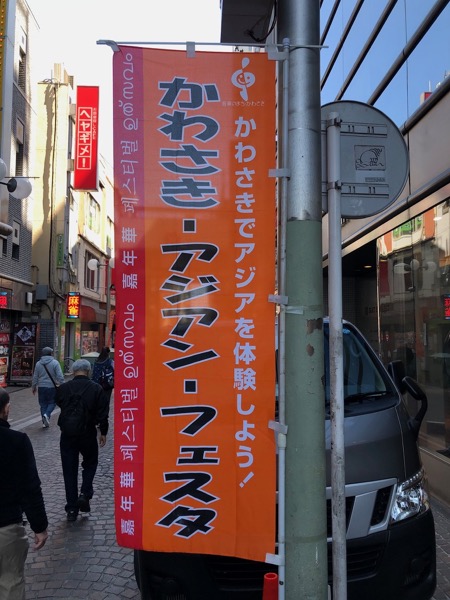 かわさきでアジアを体験しよう!
かわさき・アジアン・フェスタ
페스티벌
嘉年華
페스티벌
嘉年華